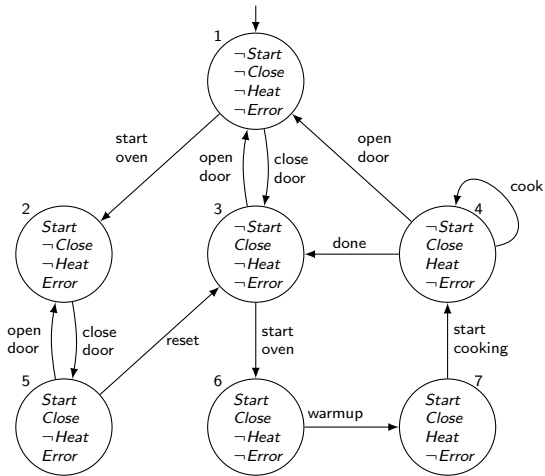 1
¬Start
¬Close
¬Heat
¬Error
start
oven
open
door
close
door
open
door
cook
2
Start
¬Close
¬Heat
Error
3
¬Start
Close
¬Heat
¬Error
done
4
¬Start
Close
Heat
¬Error
open
door
close
door
reset
start
oven
start
cooking
5
Start
Close
¬Heat
Error
6
Start
Close
¬Heat
¬Error
warmup
7
Start
Close
Heat
¬Error